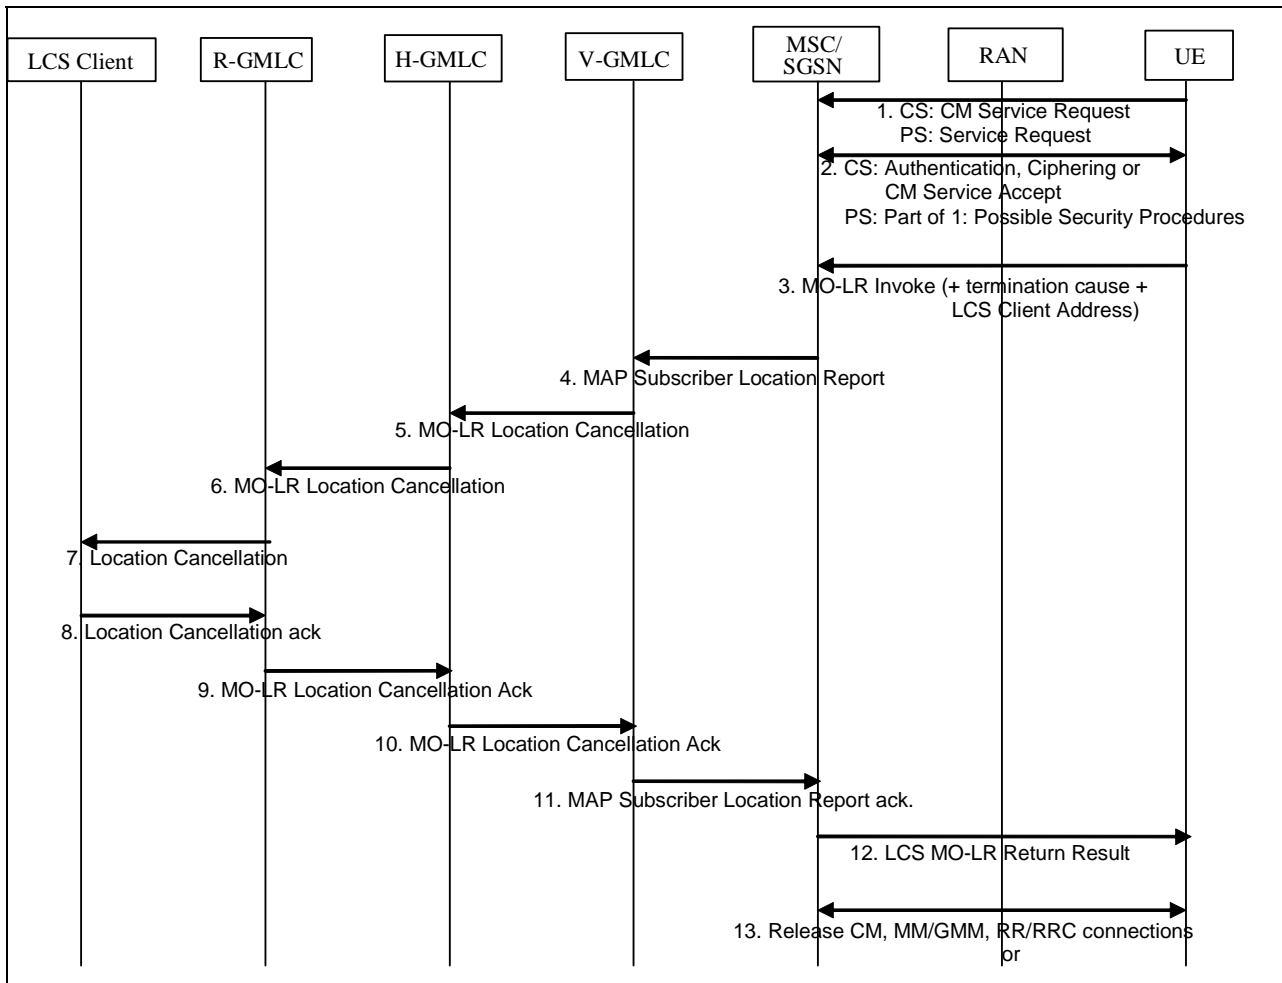 LCS Client
R-GMLC
H-GMLC
V-GMLC
MSC/
SGSN
RAN
UE
1. CS: CM Service Request
PS: Service Request
2. CS: Authentication, Ciphering or
CM Service Accept
PS: Part of 1: Possible Security Procedures
3. MO-LR Invoke (+ termination cause +
LCS Client Address)
4. MAP Subscriber Location Report
5. MO-LR Location Cancellation
6. MO-LR Location Cancellation
7. Location Cancellation
8. Location Cancellation ack
9. MO-LR Location Cancellation Ack
10. MO-LR Location Cancellation Ack
11. MAP Subscriber Location Report ack.
12. LCS MO-LR Return Result
13. Release CM, MM/GMM, RR/RRC connections
or